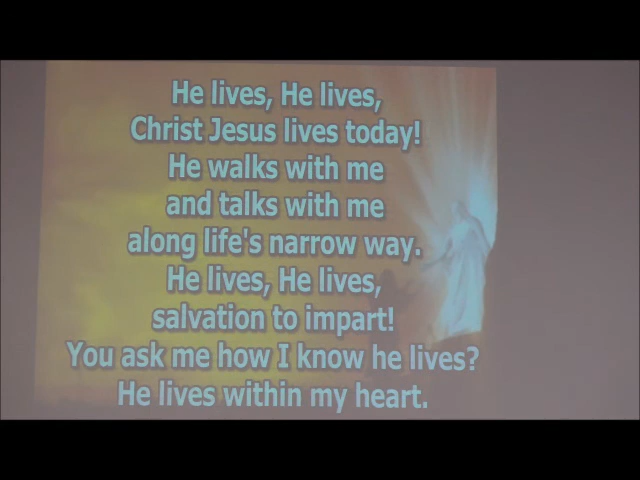 He lives, He lives,
Christ Jesus lives today!
He walks with me
and talks with me
along life's narrow way.
He lives, He lives,
salvation to impart!
You ask me how I know he lives?
He lives within my heart.